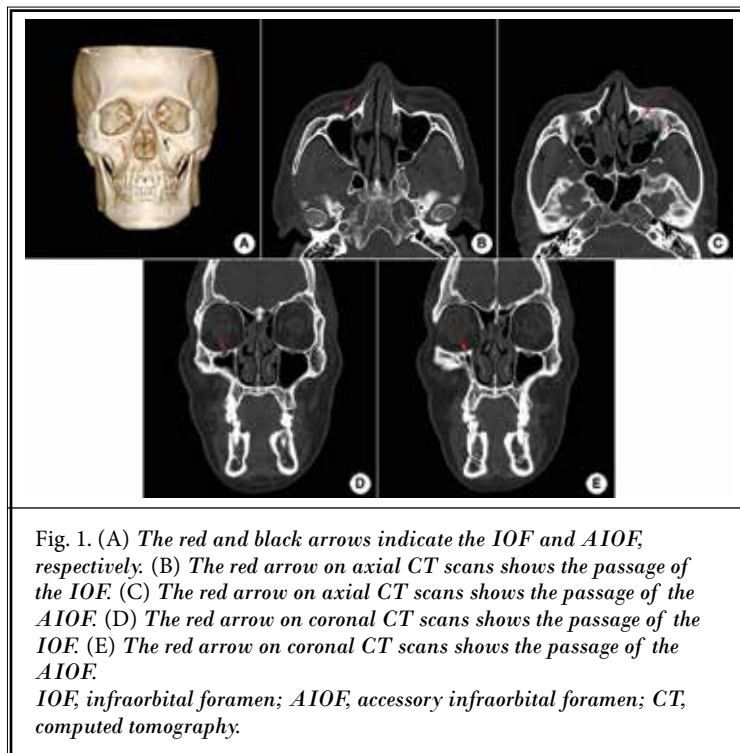 A
B
C
D
E
Fig. 1. (A) The red and black arrows indicate the IOF and AIOF,
respectively. (B) The red arrow on axial CT scans shows the passage of
the IOF. (C) The red arrow on axial CT scans shows the passage of the
AIOF. (D) The red arrow on coronal CT scans shows the passage of the
IOF. (E) The red arrow on coronal CT scans shows the passage of the
AIOF.
IOF, infraorbital foramen; AIOF, accessory infraorbital foramen; CT,
computed tomography.